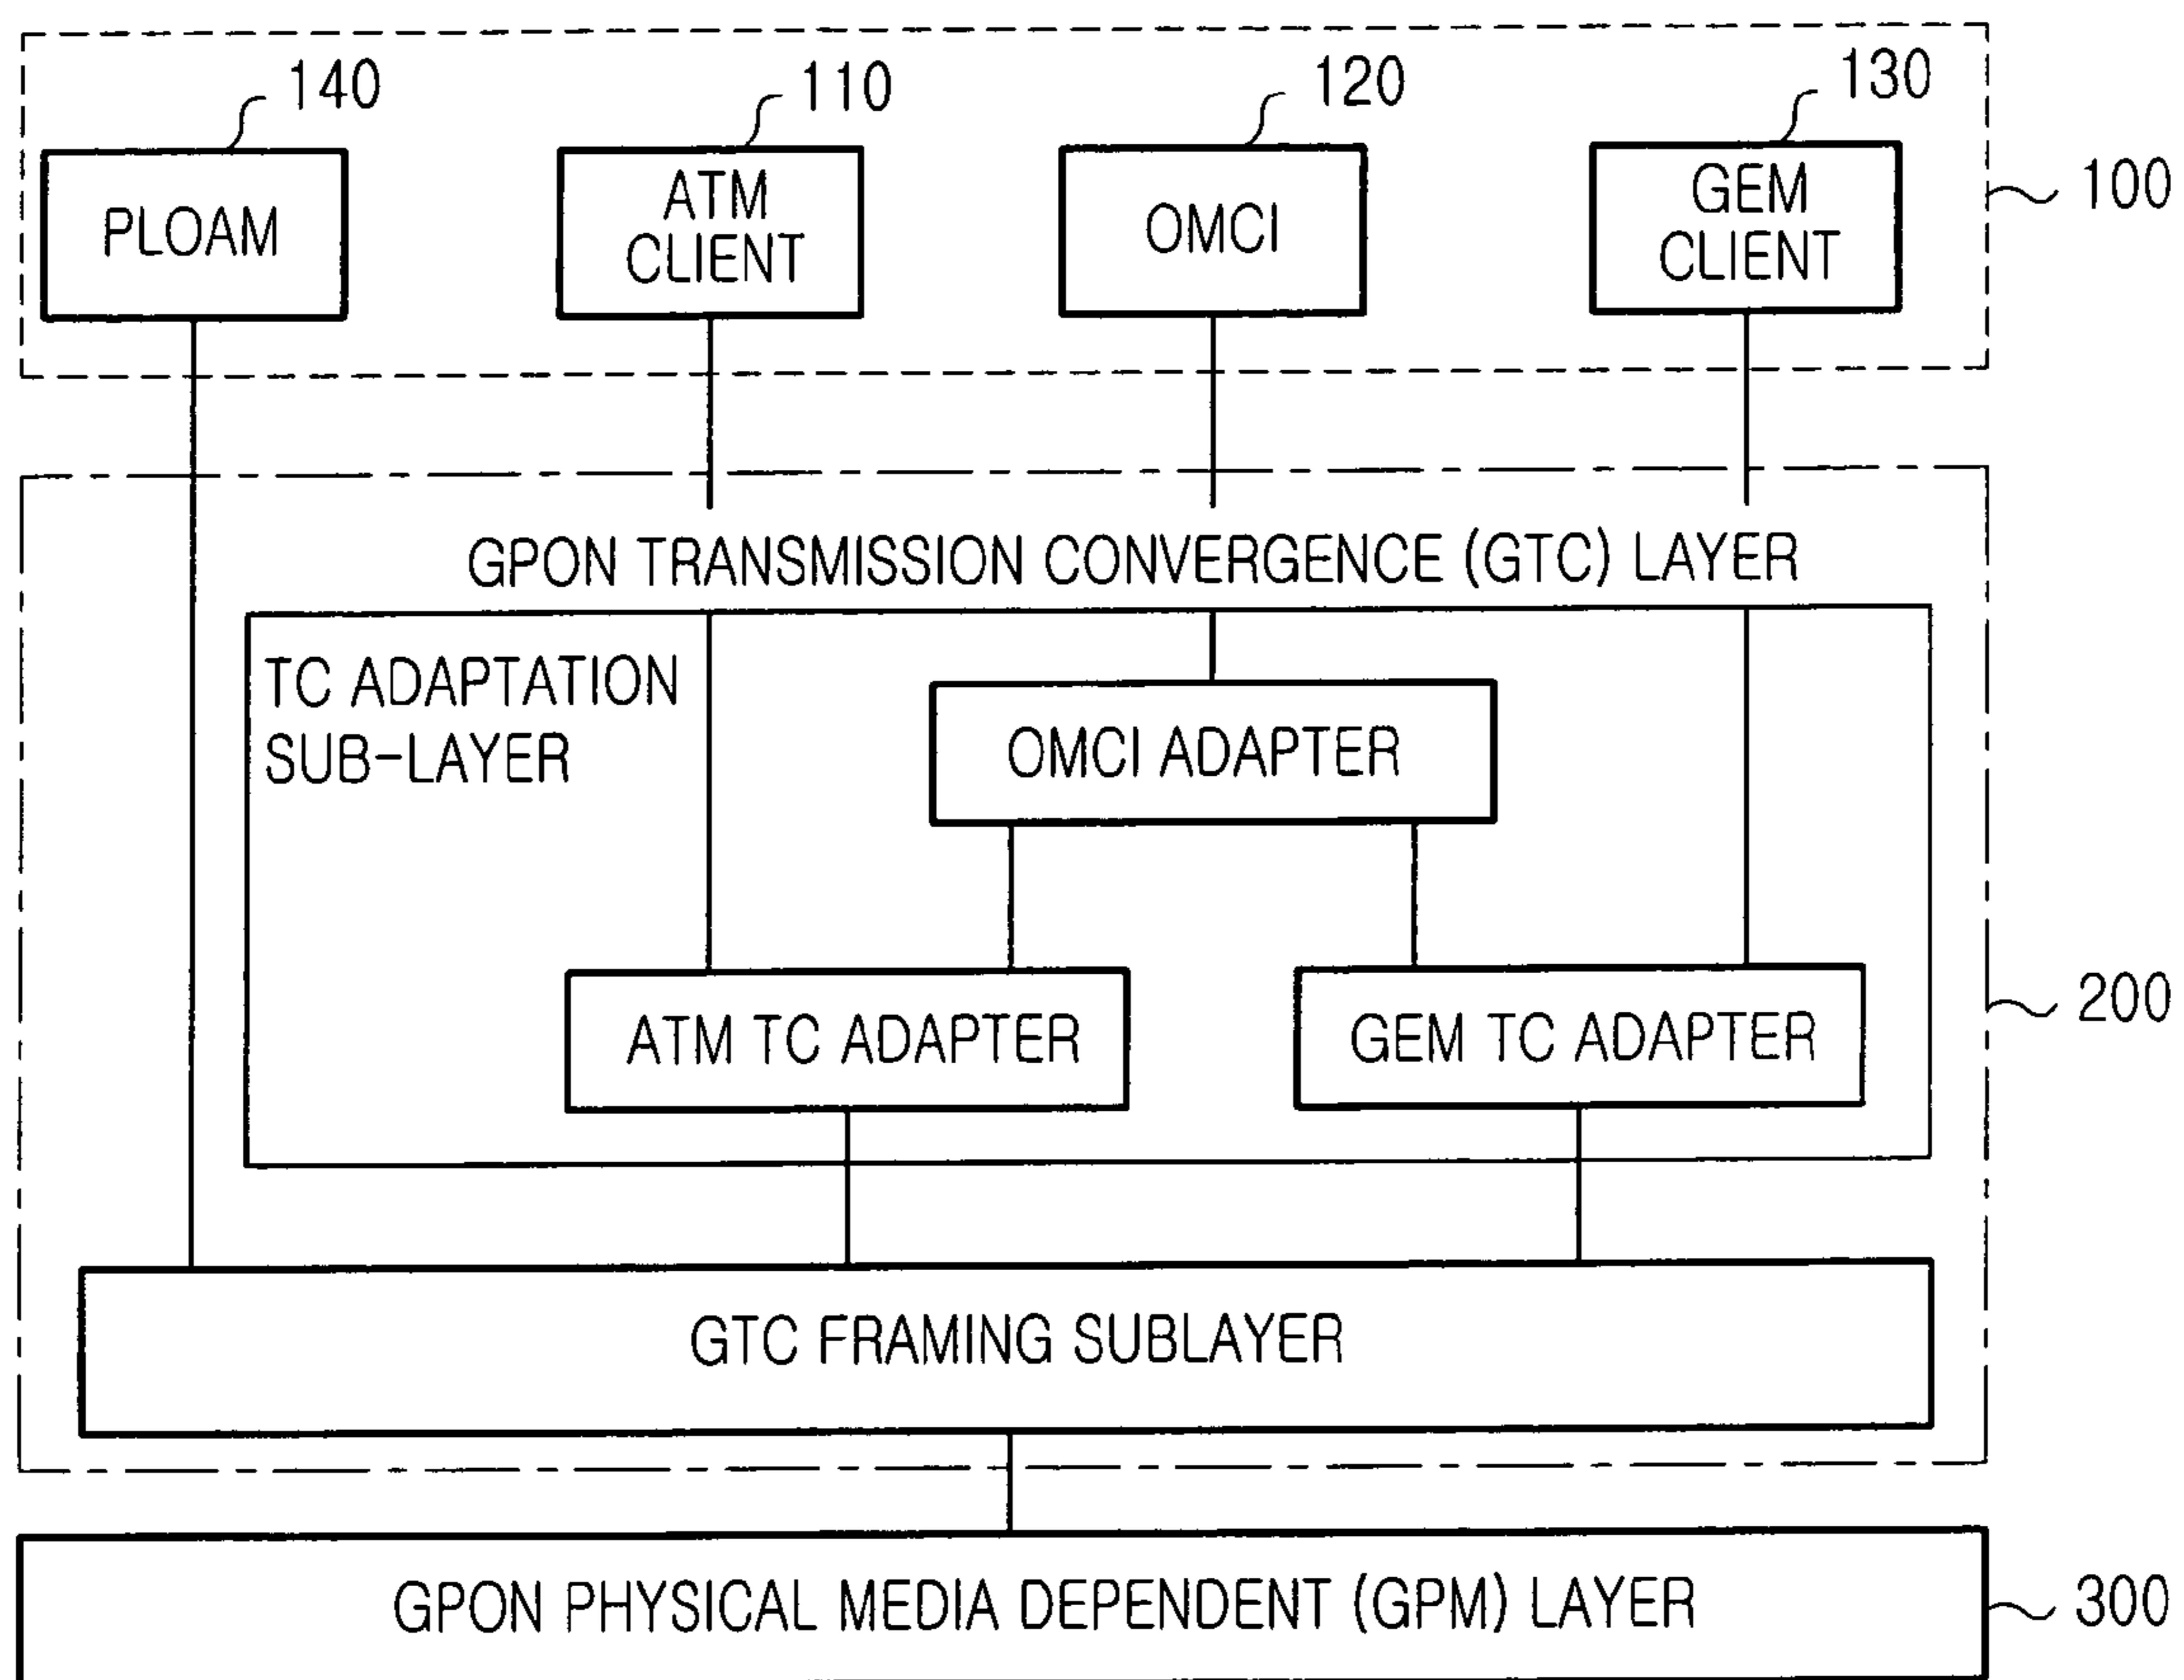 140
110
120
130
PLOAM
ATM
CLIENT
OMCI
GEM
CLIENT
100
GPON TRANSMISSION CONVERGENCE (GTC) LAYER
TC ADAPTATION
SUB-LAYER
OMCI ADAPTER
ATM TC ADAPTER
GEM TC ADAPTER
200
GTC FRAMING SUBLAYER
GPON PHYSICAL MEDIA DEPENDENT (GPM) LAYER
300